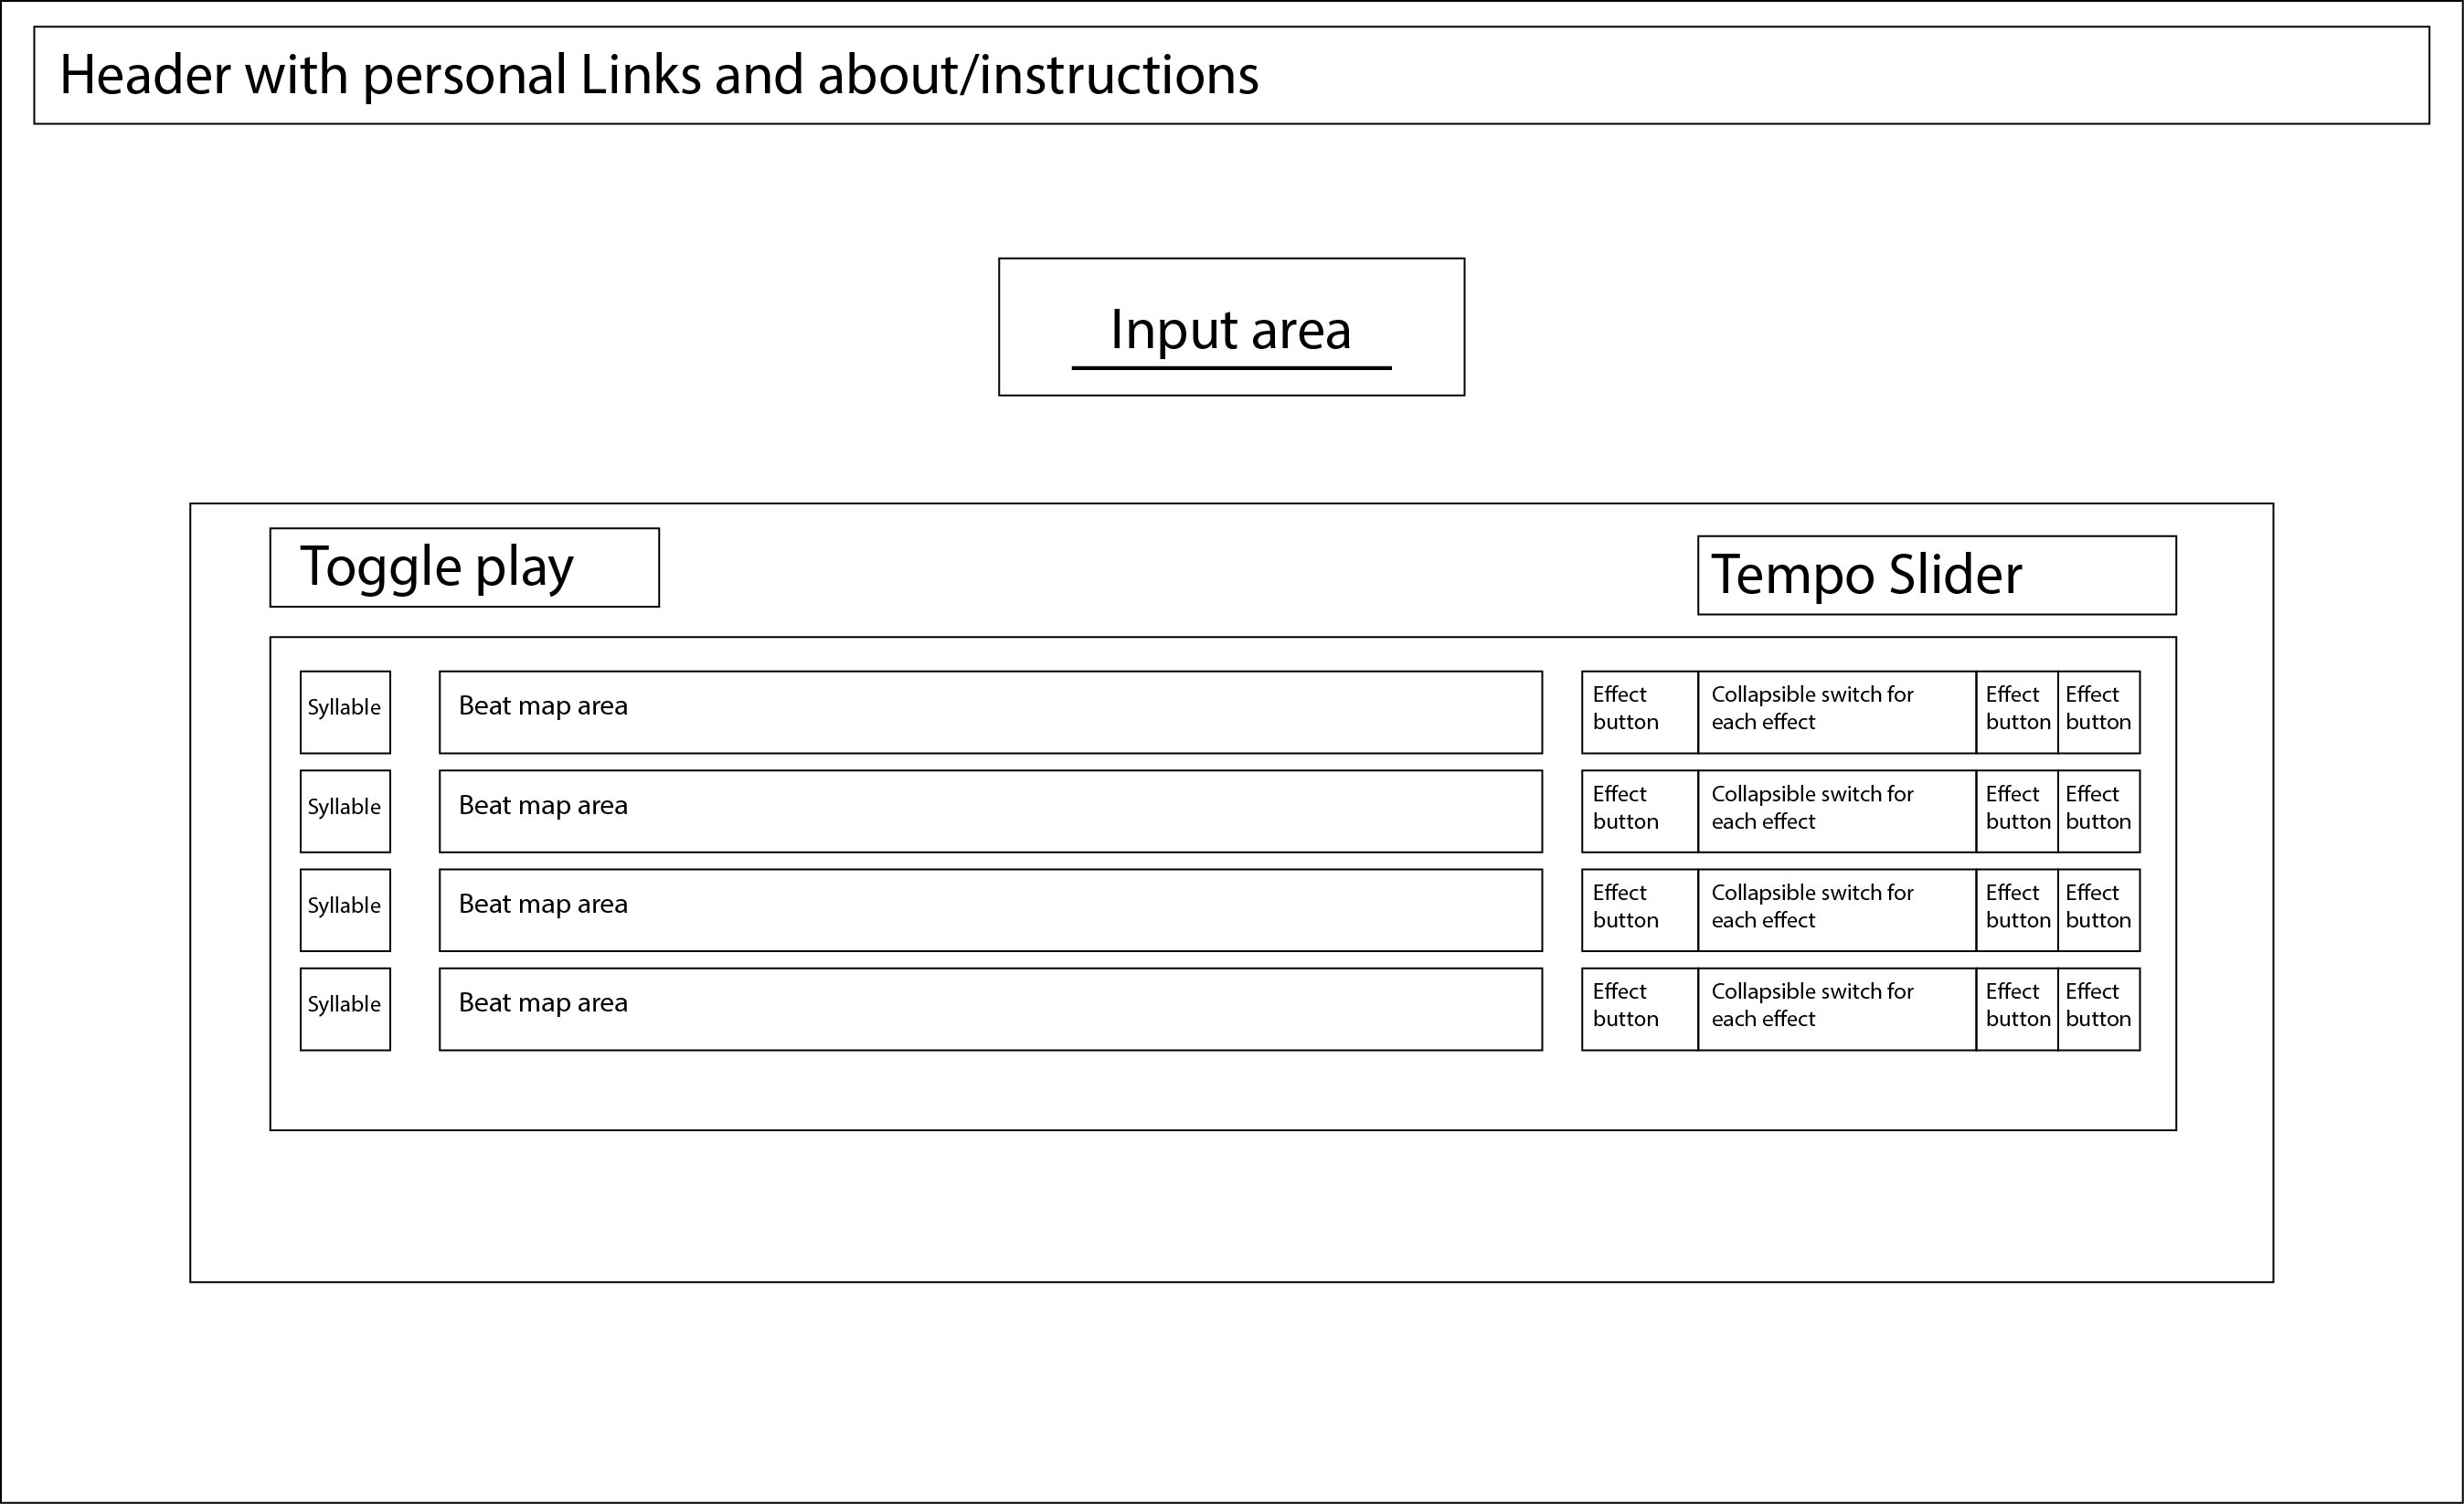 Header with personal Links and about/instructions
Input area
Toggle play
Tempo Slider
Syllable
Beat map area
Effect
button
Collapsible switch for
each effect
Effect
button
Effect
button
Syllable
Beat map area
Effect
button
Collapsible switch for
each effect
Effect
button
Effect
button
Syllable
Beat map area
Effect
button
Collapsible switch for
each effect
Effect
button
Effect
button
Syllable
Beat map area
Effect
button
Collapsible switch for
each effect
Effect
button
Effect
button